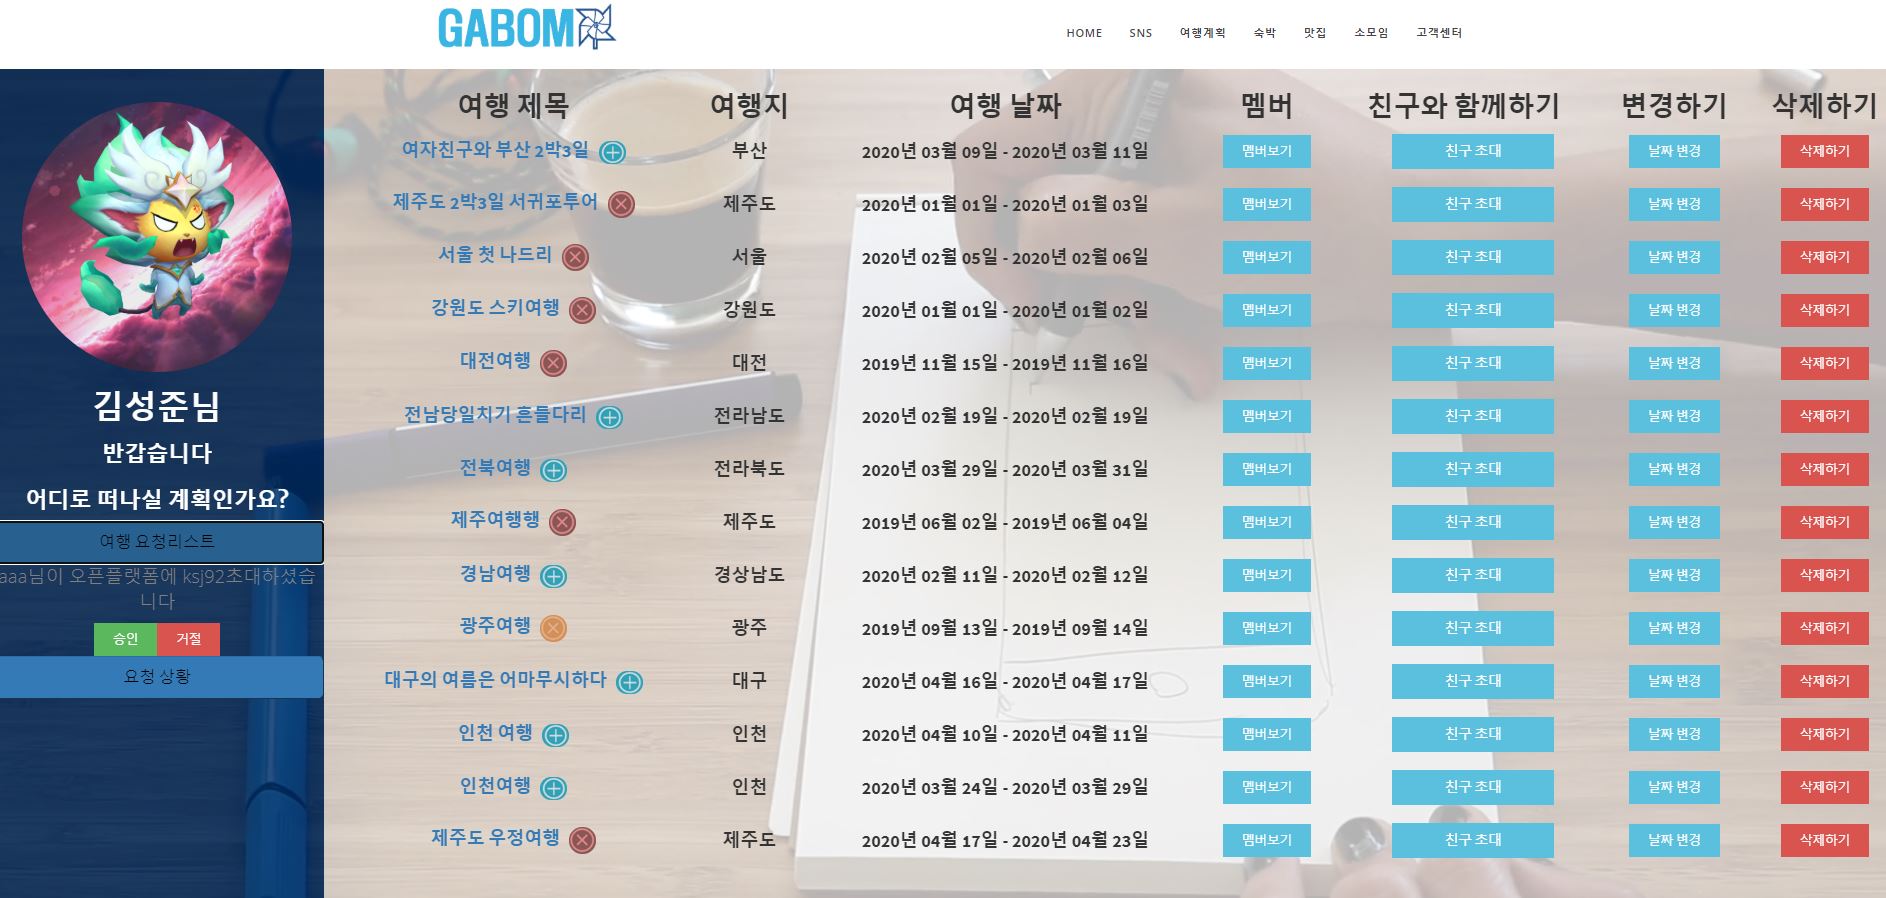 GABOM
HOME SNS 여행계획 숙박 맛집 소모임 고객센터
김성준님
반갑습니다
어디로 떠나실 계획인가요?
여행 요청리스트
aaa님이 오픈플랫폼에 ksj92초대하셨습
니다
승인 거절
요청 상황
여행 제목 여행지 여행 날짜 멤버 친구와 함께하기 변경하기 삭제하기
여자친구와 부산 2박3일 부산 2020년 03월 09일 - 2020년 03월 11일 멤버보기 친구 초대 날짜 변경 삭제하기
제주도 2박3일 서귀포투어 제주도 2020년 01월 01일 - 2020년 01월 03일 멤버보기 친구 초대 날짜 변경 삭제하기
서울 첫 나드리 서울 2020년 02월 05일 - 2020년 02월 06일 멤버보기 친구 초대 날짜 변경 삭제하기
강원도 스키여행 강원도 2020년 01월 01일 - 2020년 01월 02일 멤버보기 친구 초대 날짜 변경 삭제하기
대전여행 대전 2019년 11월 15일 - 2019년 11월 16일 멤버보기 친구 초대 날짜 변경 삭제하기
전남당일치기 흔들다리 전라남도 2020년 02월 19일 - 2020년 02월 19일 멤버보기 친구 초대 날짜 변경 삭제하기
전북여행 전라북도 2020년 03월 29일 - 2020년 03월 31일 멤버보기 친구 초대 날짜 변경 삭제하기
제주여행행 제주도 2019년 06월 02일 - 2019년 06월 04일 멤버보기 친구 초대 날짜 변경 삭제하기
경남여행 경상남도 2020년 02월 11일 - 2020년 02월 12일 멤버보기 친구 초대 날짜 변경 삭제하기
광주여행 광주 2019년 09월 13일 - 2019년 09월 14일 멤버보기 친구 초대 날짜 변경 삭제하기
대구의 여름은 어마무시하다 대구 2020년 04월 16일 - 2020년 04월 17일 멤버보기 친구 초대 날짜 변경 삭제하기
인천 여행 인천 2020년 04월 10일 - 2020년 04월 11일 멤버보기 친구 초대 날짜 변경 삭제하기
인천여행 인천 2020년 03월 24일 - 2020년 03월 29일 멤버보기 친구 초대 날짜 변경 삭제하기
제주도 우정여행 제주도 2020년 04월 17일 - 2020년 04월 23일 멤버보기 친구 초대 날짜 변경 삭제하기